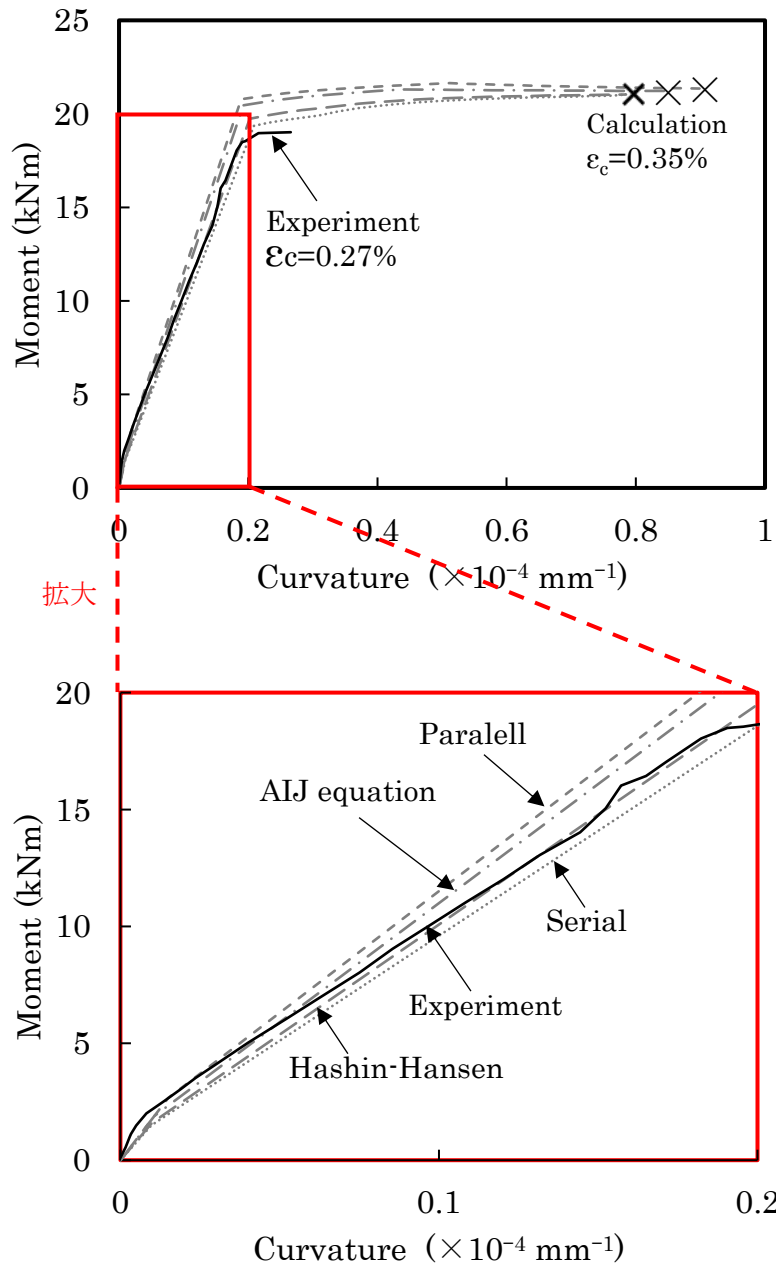 25
20
15
10
5
0
Moment (kNm)
Calculation
εc=0.35%
Experiment
εc=0.27%
0 0.2 0.4 0.6 0.8 1
Curvature (×10⁻⁴ mm⁻¹)
拡大
20
15
10
5
0
Moment (kNm)
Paralell
AIJ equation
Serial
Experiment
Hashin-Hansen
0 0.1 0.2
Curvature (×10⁻⁴ mm⁻¹)